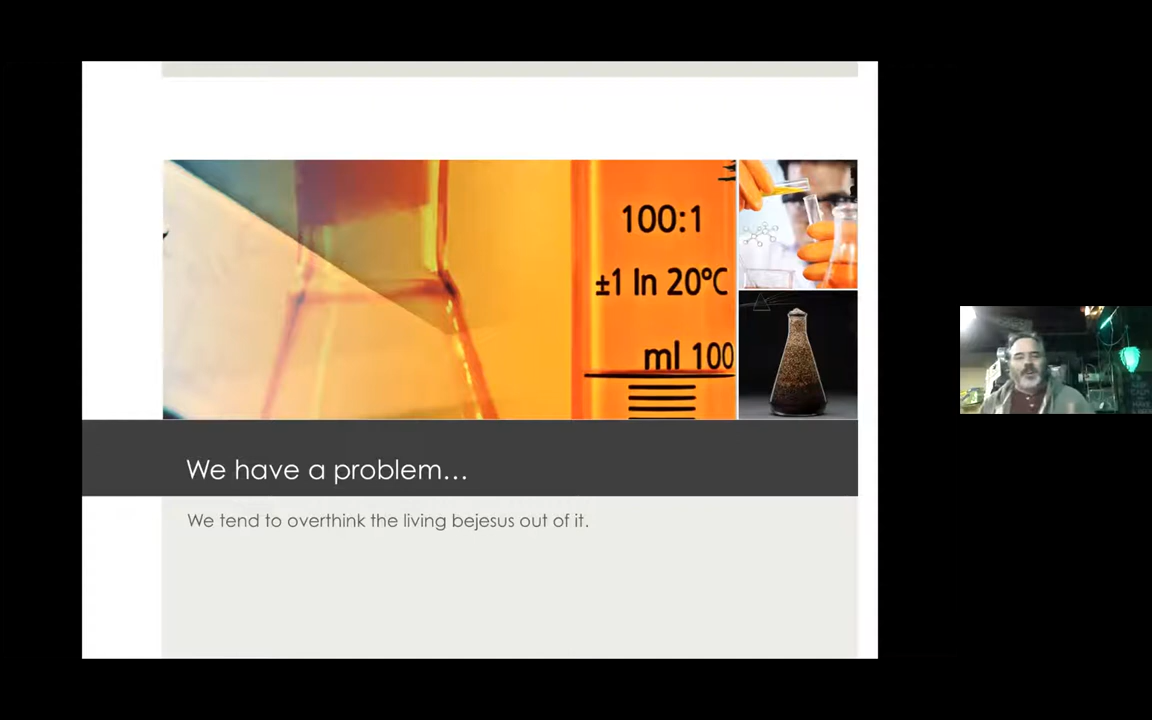 100:1
±1 In 20°C
ml 100
We have a problem...
We tend to overthink the living bejesus out of it.